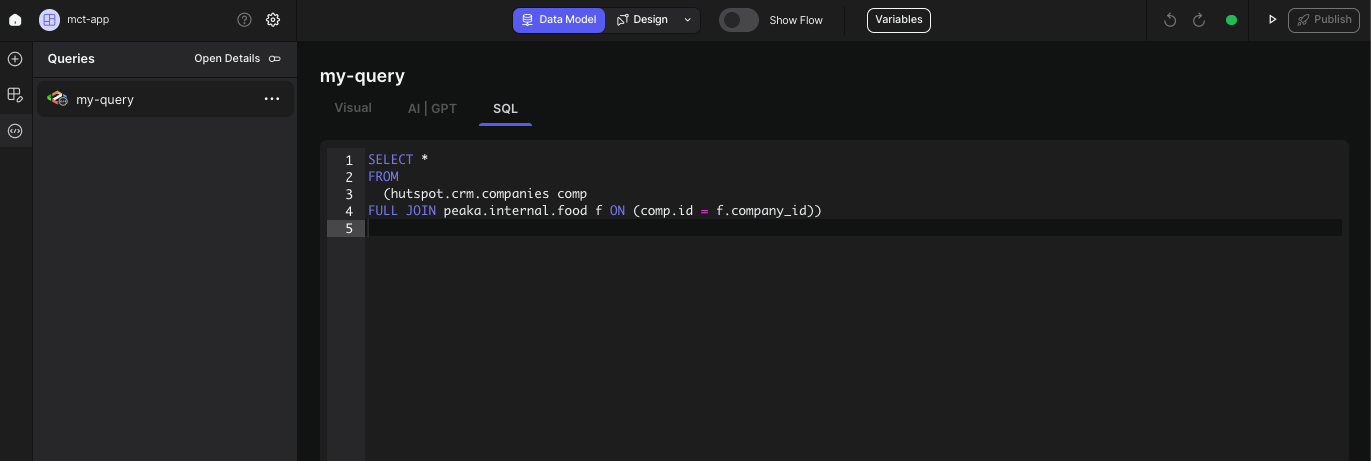 mct-app
Data Model
Design
Show Flow
Variables
Publish
Queries
Open Details
my-query
my-query
Visual
AI | GPT
SQL
1 SELECT *
2 FROM
3 (hutspot.crm.companies comp
4 FULL JOIN peaka.internal.food f ON (comp.id = f.company_id))
5